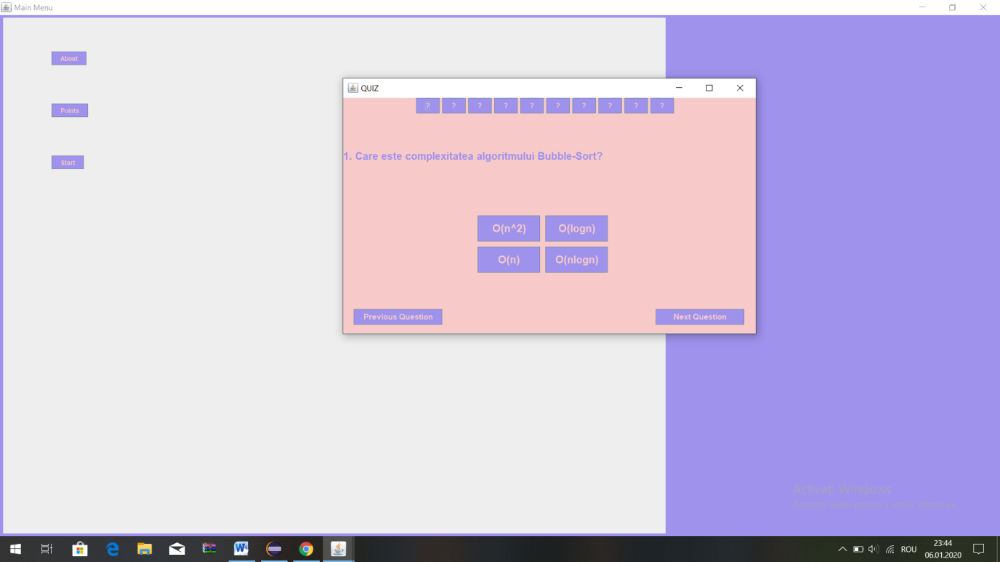 Main Menu
About
Points
Start
QUIZ
? ? ? ? ? ? ? ? ? ?
1. Care este complexitatea algoritmului Bubble-Sort?
O(n^2) O(logn)
O(n) O(nlogn)
Previous Question Next Question
Activați Windows
ROU
23:44
06.01.2020